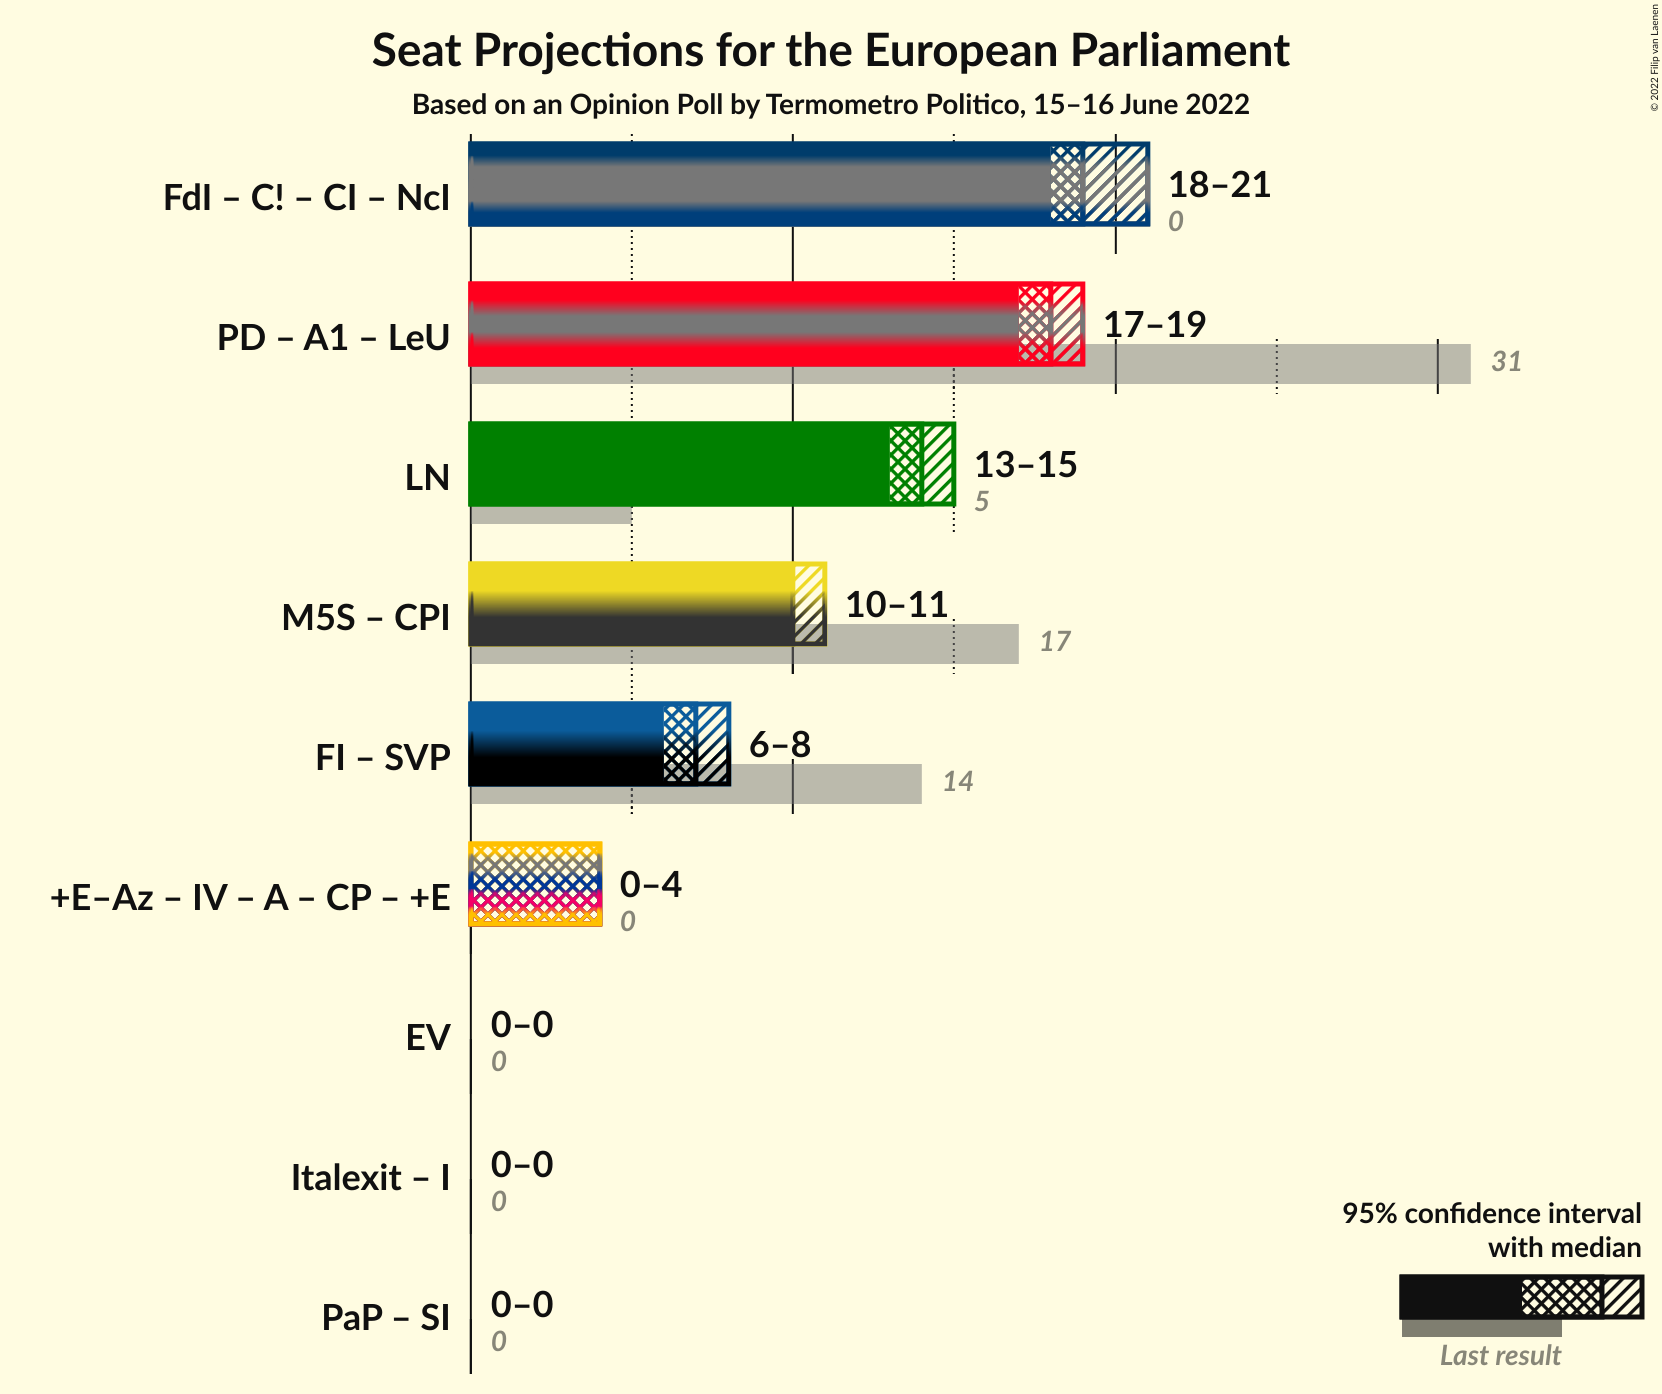 Seat Projections for the European Parliament
Based on an Opinion Poll by Termometro Politico, 15–16 June 2022
© 2022 Filip van Laenen
FdI – C! – CI – NcI
18–21
0
PD – A1 – LeU
17–19
31
LN
13–15
5
M5S – CPI
10–11
17
FI – SVP
6–8
14
+E–Az – IV – A – CP – +E
0–4
0
EV
0–0
0
Italexit – I
0–0
0
PaP – SI
0–0
0
95% confidence interval
with median
Last result